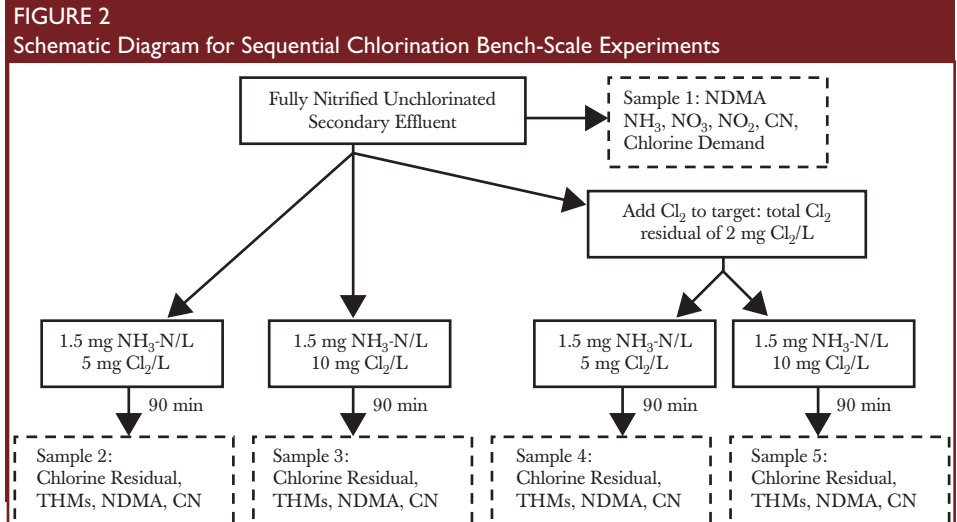 FIGURE 2
Schematic Diagram for Sequential Chlorination Bench-Scale Experiments
Fully Nitrified Unchlorinated
Secondary Effluent
Sample 1: NDMA
NH₃, NO₃, NO₂, CN,
Chlorine Demand
Add Cl₂ to target: total Cl₂
residual of 2 mg Cl₂/L
1.5 mg NH₃-N/L
5 mg Cl₂/L
1.5 mg NH₃-N/L
10 mg Cl₂/L
1.5 mg NH₃-N/L
5 mg Cl₂/L
1.5 mg NH₃-N/L
10 mg Cl₂/L
90 min
90 min
90 min
90 min
Sample 2:
Chlorine Residual,
THMs, NDMA, CN
Sample 3:
Chlorine Residual,
THMs, NDMA, CN
Sample 4:
Chlorine Residual,
THMs, NDMA, CN
Sample 5:
Chlorine Residual,
THMs, NDMA, CN